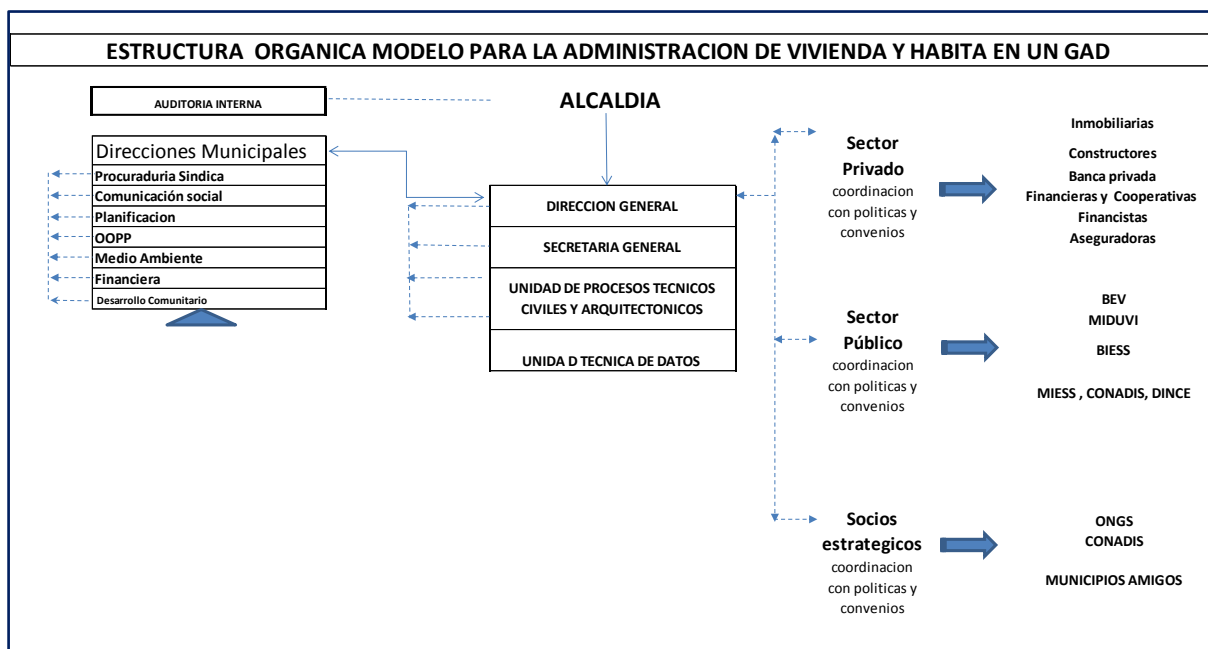 ESTRUCTURA ORGANICA MODELO PARA LA ADMINISTRACION DE VIVIENDA Y HABITA EN UN GAD
AUDITORIA INTERNA
ALCALDIA
Direcciones Municipales
Procuraduria Sindica
Comunicación social
Planificacion
OOPP
Medio Ambiente
Financiera
Desarrollo Comunitario
DIRECCION GENERAL
SECRETARIA GENERAL
UNIDAD DE PROCESOS TECNICOS
CIVILES Y ARQUITECTONICOS
UNIDA D TECNICA DE DATOS
Sector
Privado
coordinacion
con politicas y
convenios
Inmobiliarias
Constructores
Banca privada
Financieras y Cooperativas
Financistas
Aseguradoras
Sector
Público
coordinacion
con politicas y
convenios
BEV
MIDUVI
BIESS
MIESS , CONADIS, DINCE
Socios
estrategicos
coordinacion
con politicas y
convenios
ONGS
CONADIS
MUNICIPIOS AMIGOS